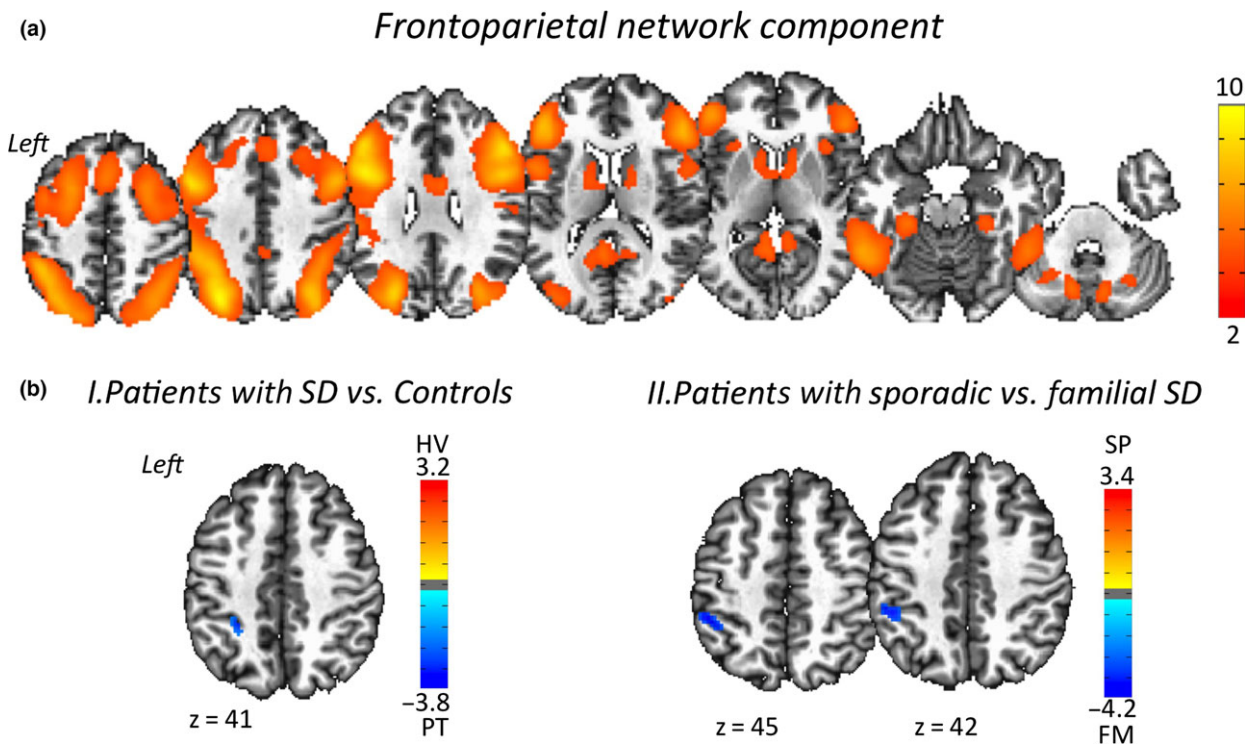 (a)
Frontoparietal network component
Left
10
2
(b)
I.Patients with SD vs. Controls
Left
HV
3.2
−3.8
PT
z = 41
II.Patients with sporadic vs. familial SD
SP
3.4
−4.2
FM
z = 45
z = 42